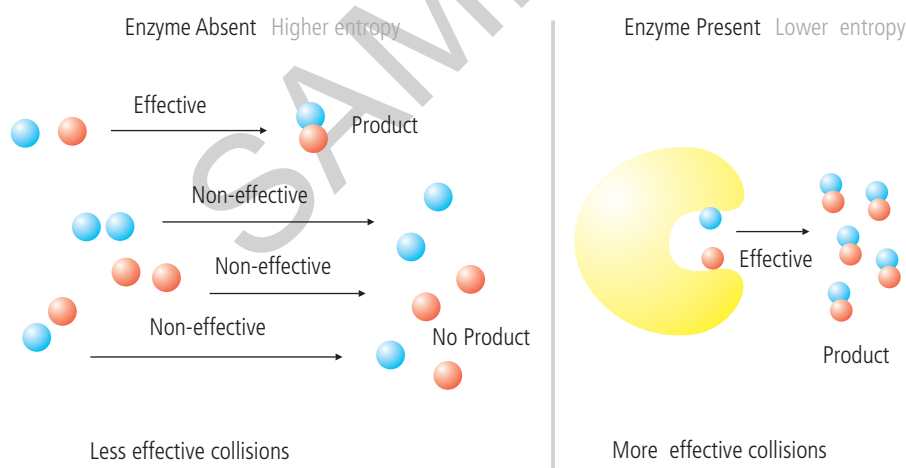 Enzyme Absent Higher entropy
Effective
Product
Non-effective
Non-effective
Non-effective
No Product
Less effective collisions
Enzyme Present Lower entropy
Effective
Product
More effective collisions